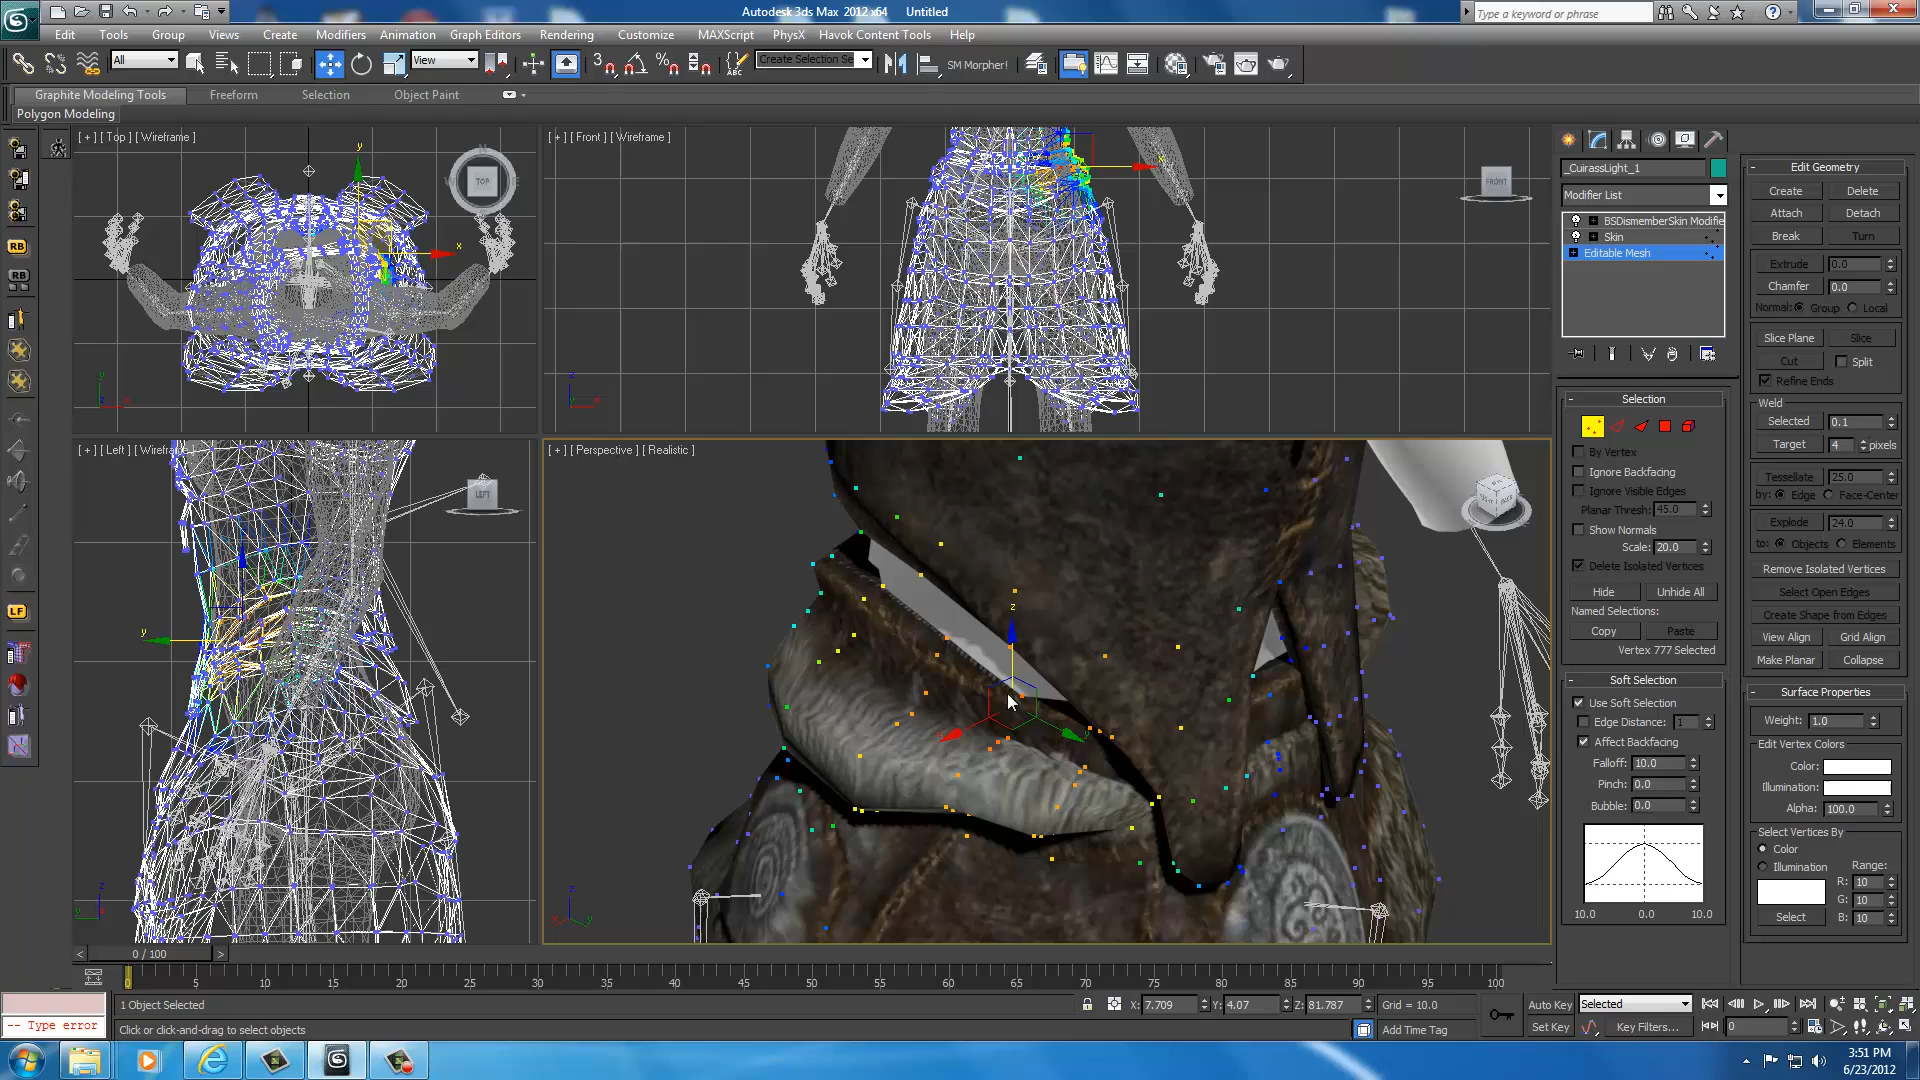 Autodesk 3ds Max 2012 x64 Untitled
Type a keyword or phrase
Edit Tools Group Views Create Modifiers Animation Graph Editors Rendering Customize MAXScript PhysX Havok Content Tools Help
All View 3 ABC Create Selection Se SM Morpher!
Graphite Modeling Tools Freeform Selection Object Paint
Polygon Modeling
[ + ] [ Top ] [ Wireframe ]
[ + ] [ Front ] [ Wireframe ]
TOP
FRONT
RB
RB
LF
[ + ] [ Left ] [ Wirefra
[ + ] [ Perspective ] [ Realistic ]
LEFT
_CuirassLight_1
Modifier List
BSDismemberSkin Modifie
Skin
Editable Mesh
Selection
By Vertex
Ignore Backfacing
Ignore Visible Edges
Planar Thresh: 45.0
Show Normals
Scale: 20.0
Delete Isolated Vertices
Hide Unhide All
Named Selections:
Copy Paste
Vertex 777 Selected
Soft Selection
Use Soft Selection
Edge Distance: 1
Affect Backfacing
Falloff: 10.0
Pinch: 0.0
Bubble: 0.0
10.0 0.0 10.0
Edit Geometry
Create Delete
Attach Detach
Break Turn
Extrude 0.0
Chamfer 0.0
Normal: Group Local
Slice Plane Slice
Cut Split
Refine Ends
Weld
Selected 0.1
Target 4 pixels
Tessellate 25.0
by: Edge Face-Center
Explode 24.0
to: Objects Elements
Remove Isolated Vertices
Select Open Edges
Create Shape from Edges
View Align Grid Align
Make Planar Collapse
Surface Properties
Weight: 1.0
Edit Vertex Colors
Color:
Illumination:
Alpha: 100.0
Select Vertices By
Color
Illumination Range:
R: 10
G: 10
Select B: 10
0 / 100
0 5 10 15 20 25 30 35 40 45 50 55 60 65 70 75 80 85 90 95 100
1 Object Selected X: 7.709 Y: 4.07 Z: 81.787 Grid = 10.0 Auto Key Selected
-- Type error Click or click-and-drag to select objects Add Time Tag Set Key Key Filters... 0
3:51 PM
6/23/2012